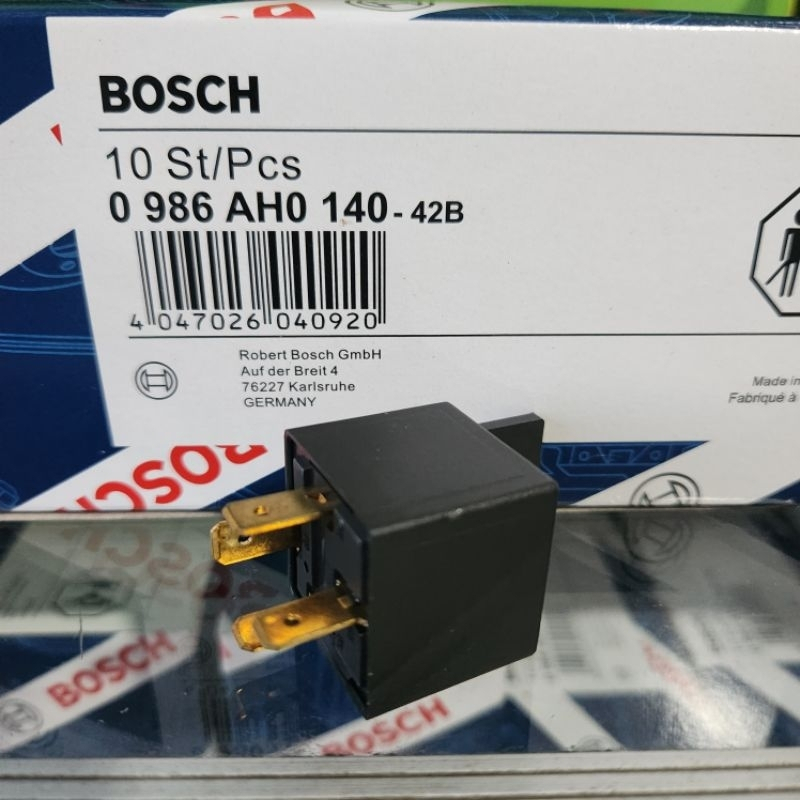 BOSCH
10 St/Pcs
0 986 AH0 140 - 42B
4 047026 040920
Robert Bosch GmbH
Auf der Breit 4
76227 Karlsruhe
GERMANY
Made in
Fabriqué à
BOSCH
BOSCH
BOSCH